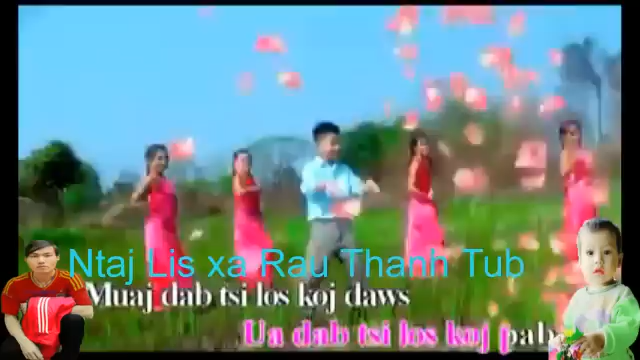 Ntaj Lis xa Rau Thanh Tub
Muaj dab tsi los koj daws
Ua dab tsi los koj pab